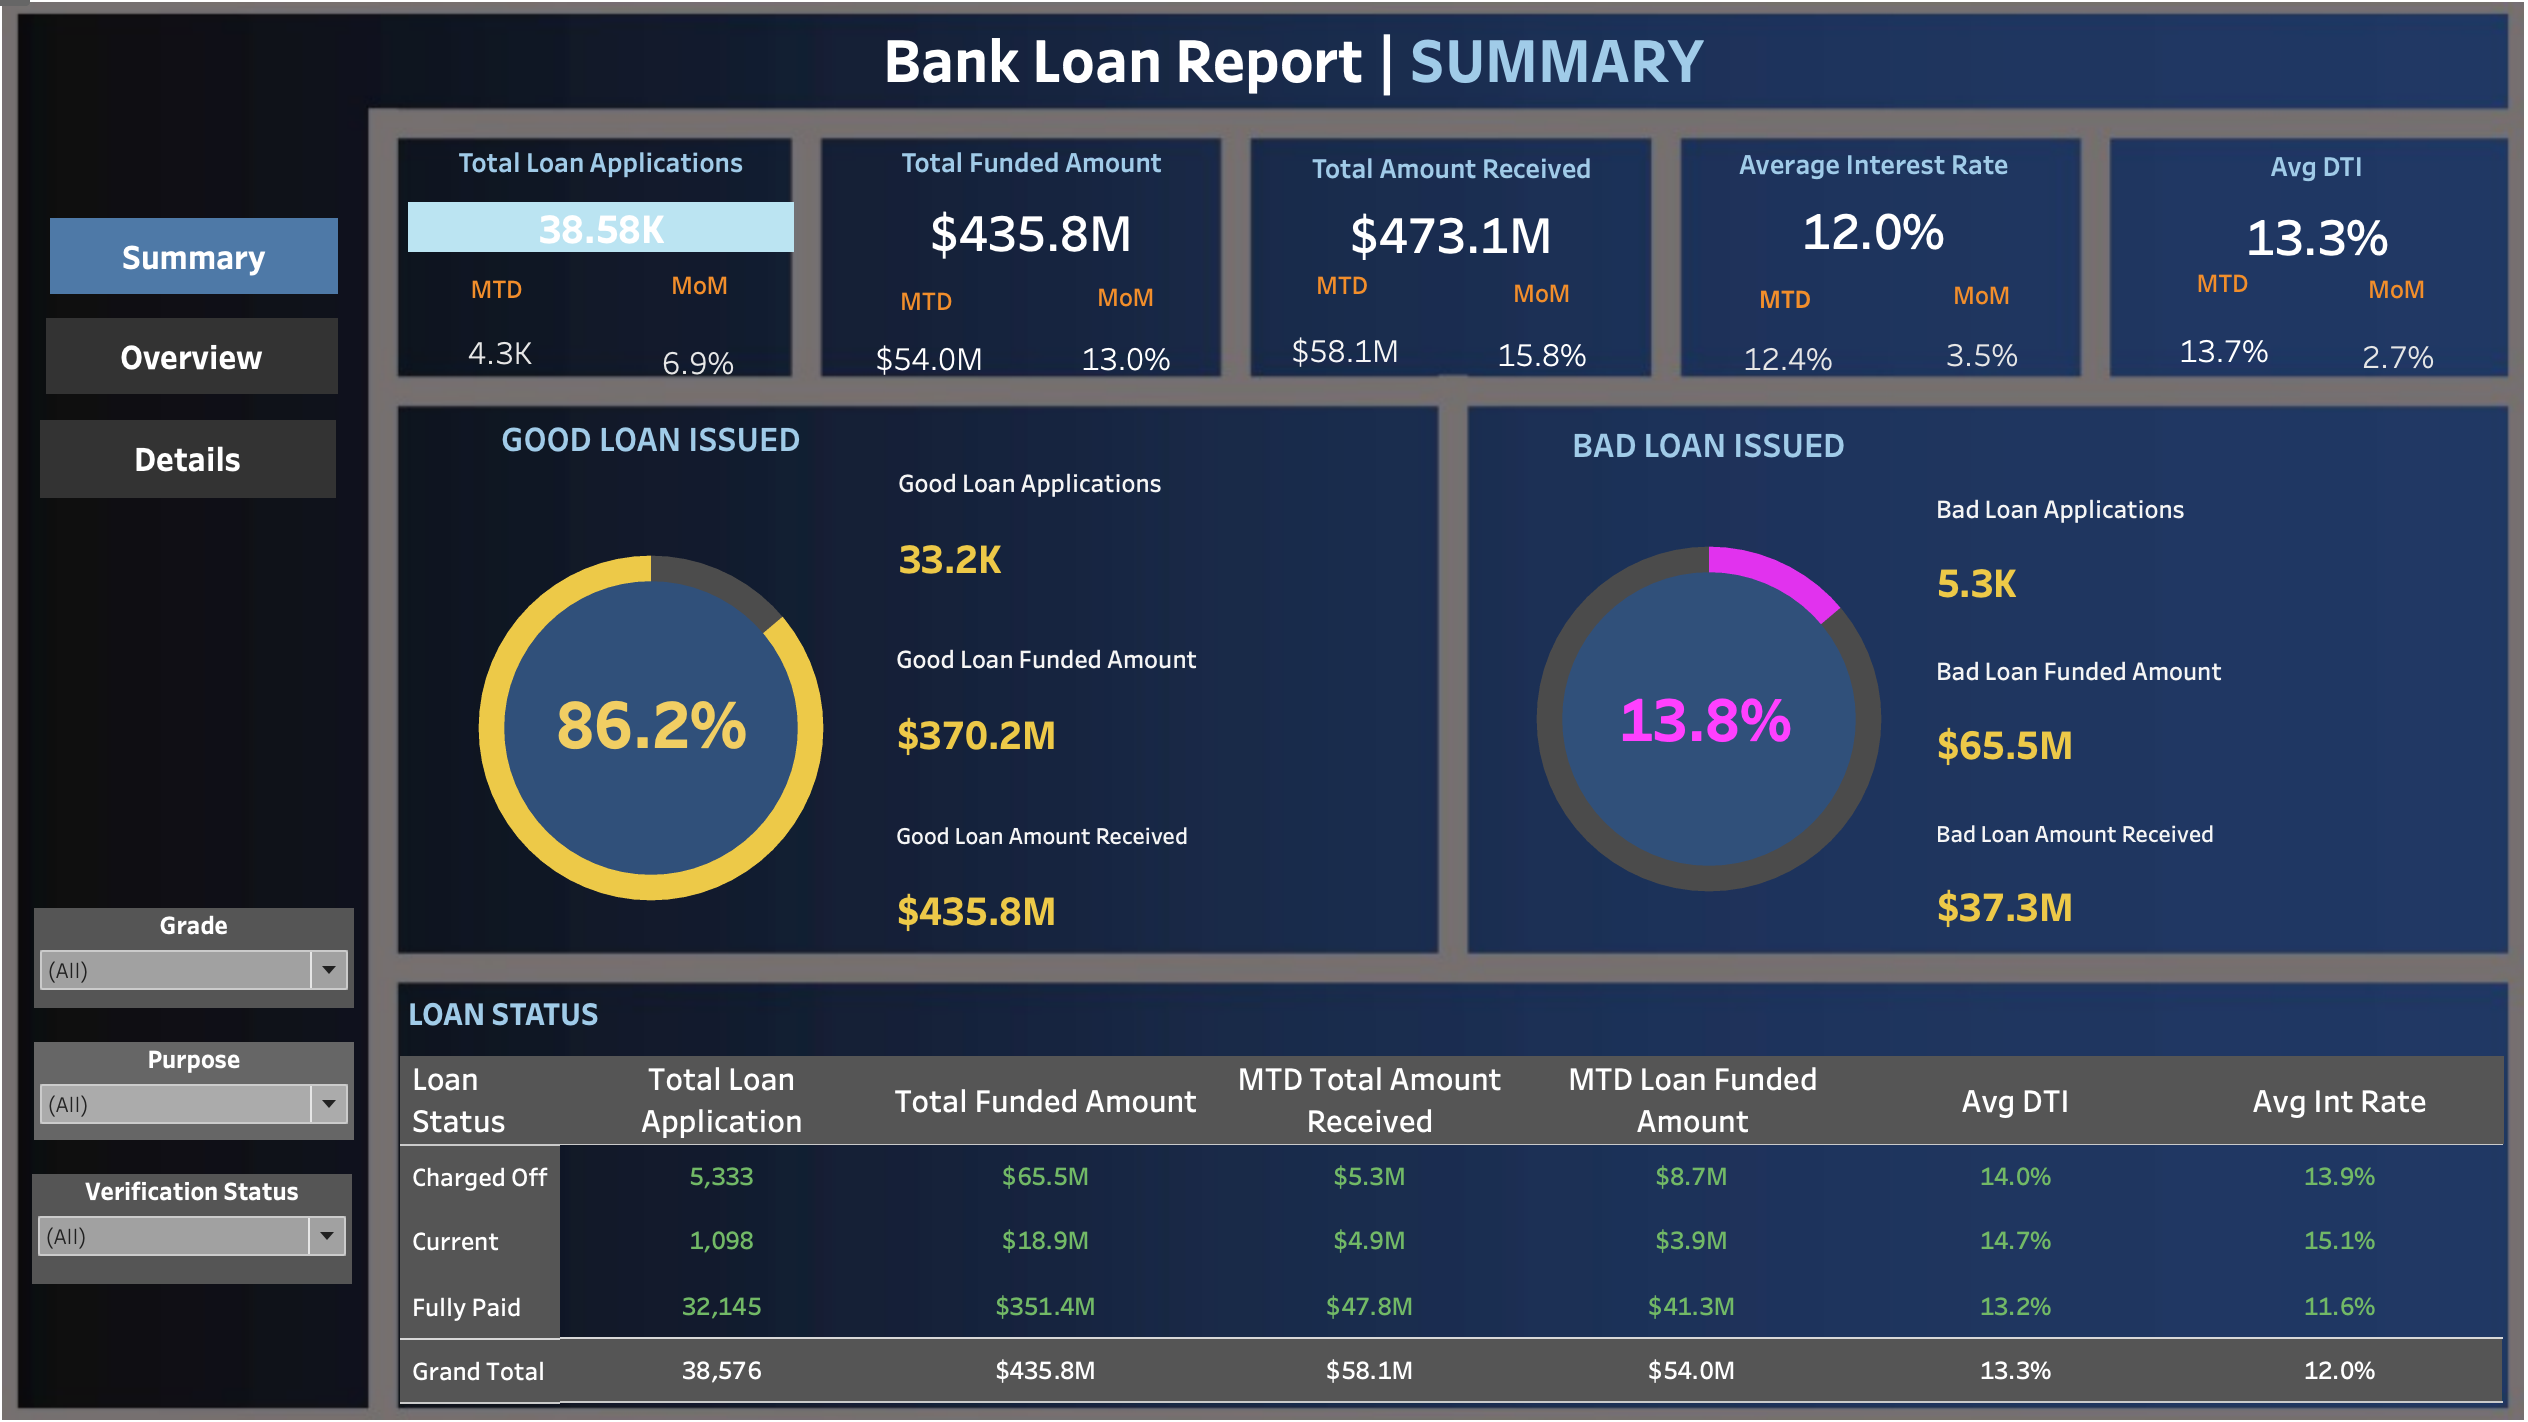 Bank Loan Report | SUMMARY
Summary
Overview
Details
Grade
(All)
Purpose
(All)
Verification Status
(All)
Total Loan Applications
38.58K
MTD MoM
4.3K 6.9%
Total Funded Amount
$435.8M
MTD MoM
$54.0M 13.0%
Total Amount Received
$473.1M
MTD MoM
$58.1M 15.8%
Average Interest Rate
12.0%
MTD MoM
12.4% 3.5%
Avg DTI
13.3%
MTD MoM
13.7% 2.7%
GOOD LOAN ISSUED
86.2%
Good Loan Applications
33.2K
Good Loan Funded Amount
$370.2M
Good Loan Amount Received
$435.8M
BAD LOAN ISSUED
13.8%
Bad Loan Applications
5.3K
Bad Loan Funded Amount
$65.5M
Bad Loan Amount Received
$37.3M
LOAN STATUS
Loan Status Total Loan Application Total Funded Amount MTD Total Amount Received MTD Loan Funded Amount Avg DTI Avg Int Rate
Charged Off 5,333 $65.5M $5.3M $8.7M 14.0% 13.9%
Current 1,098 $18.9M $4.9M $3.9M 14.7% 15.1%
Fully Paid 32,145 $351.4M $47.8M $41.3M 13.2% 11.6%
Grand Total 38,576 $435.8M $58.1M $54.0M 13.3% 12.0%